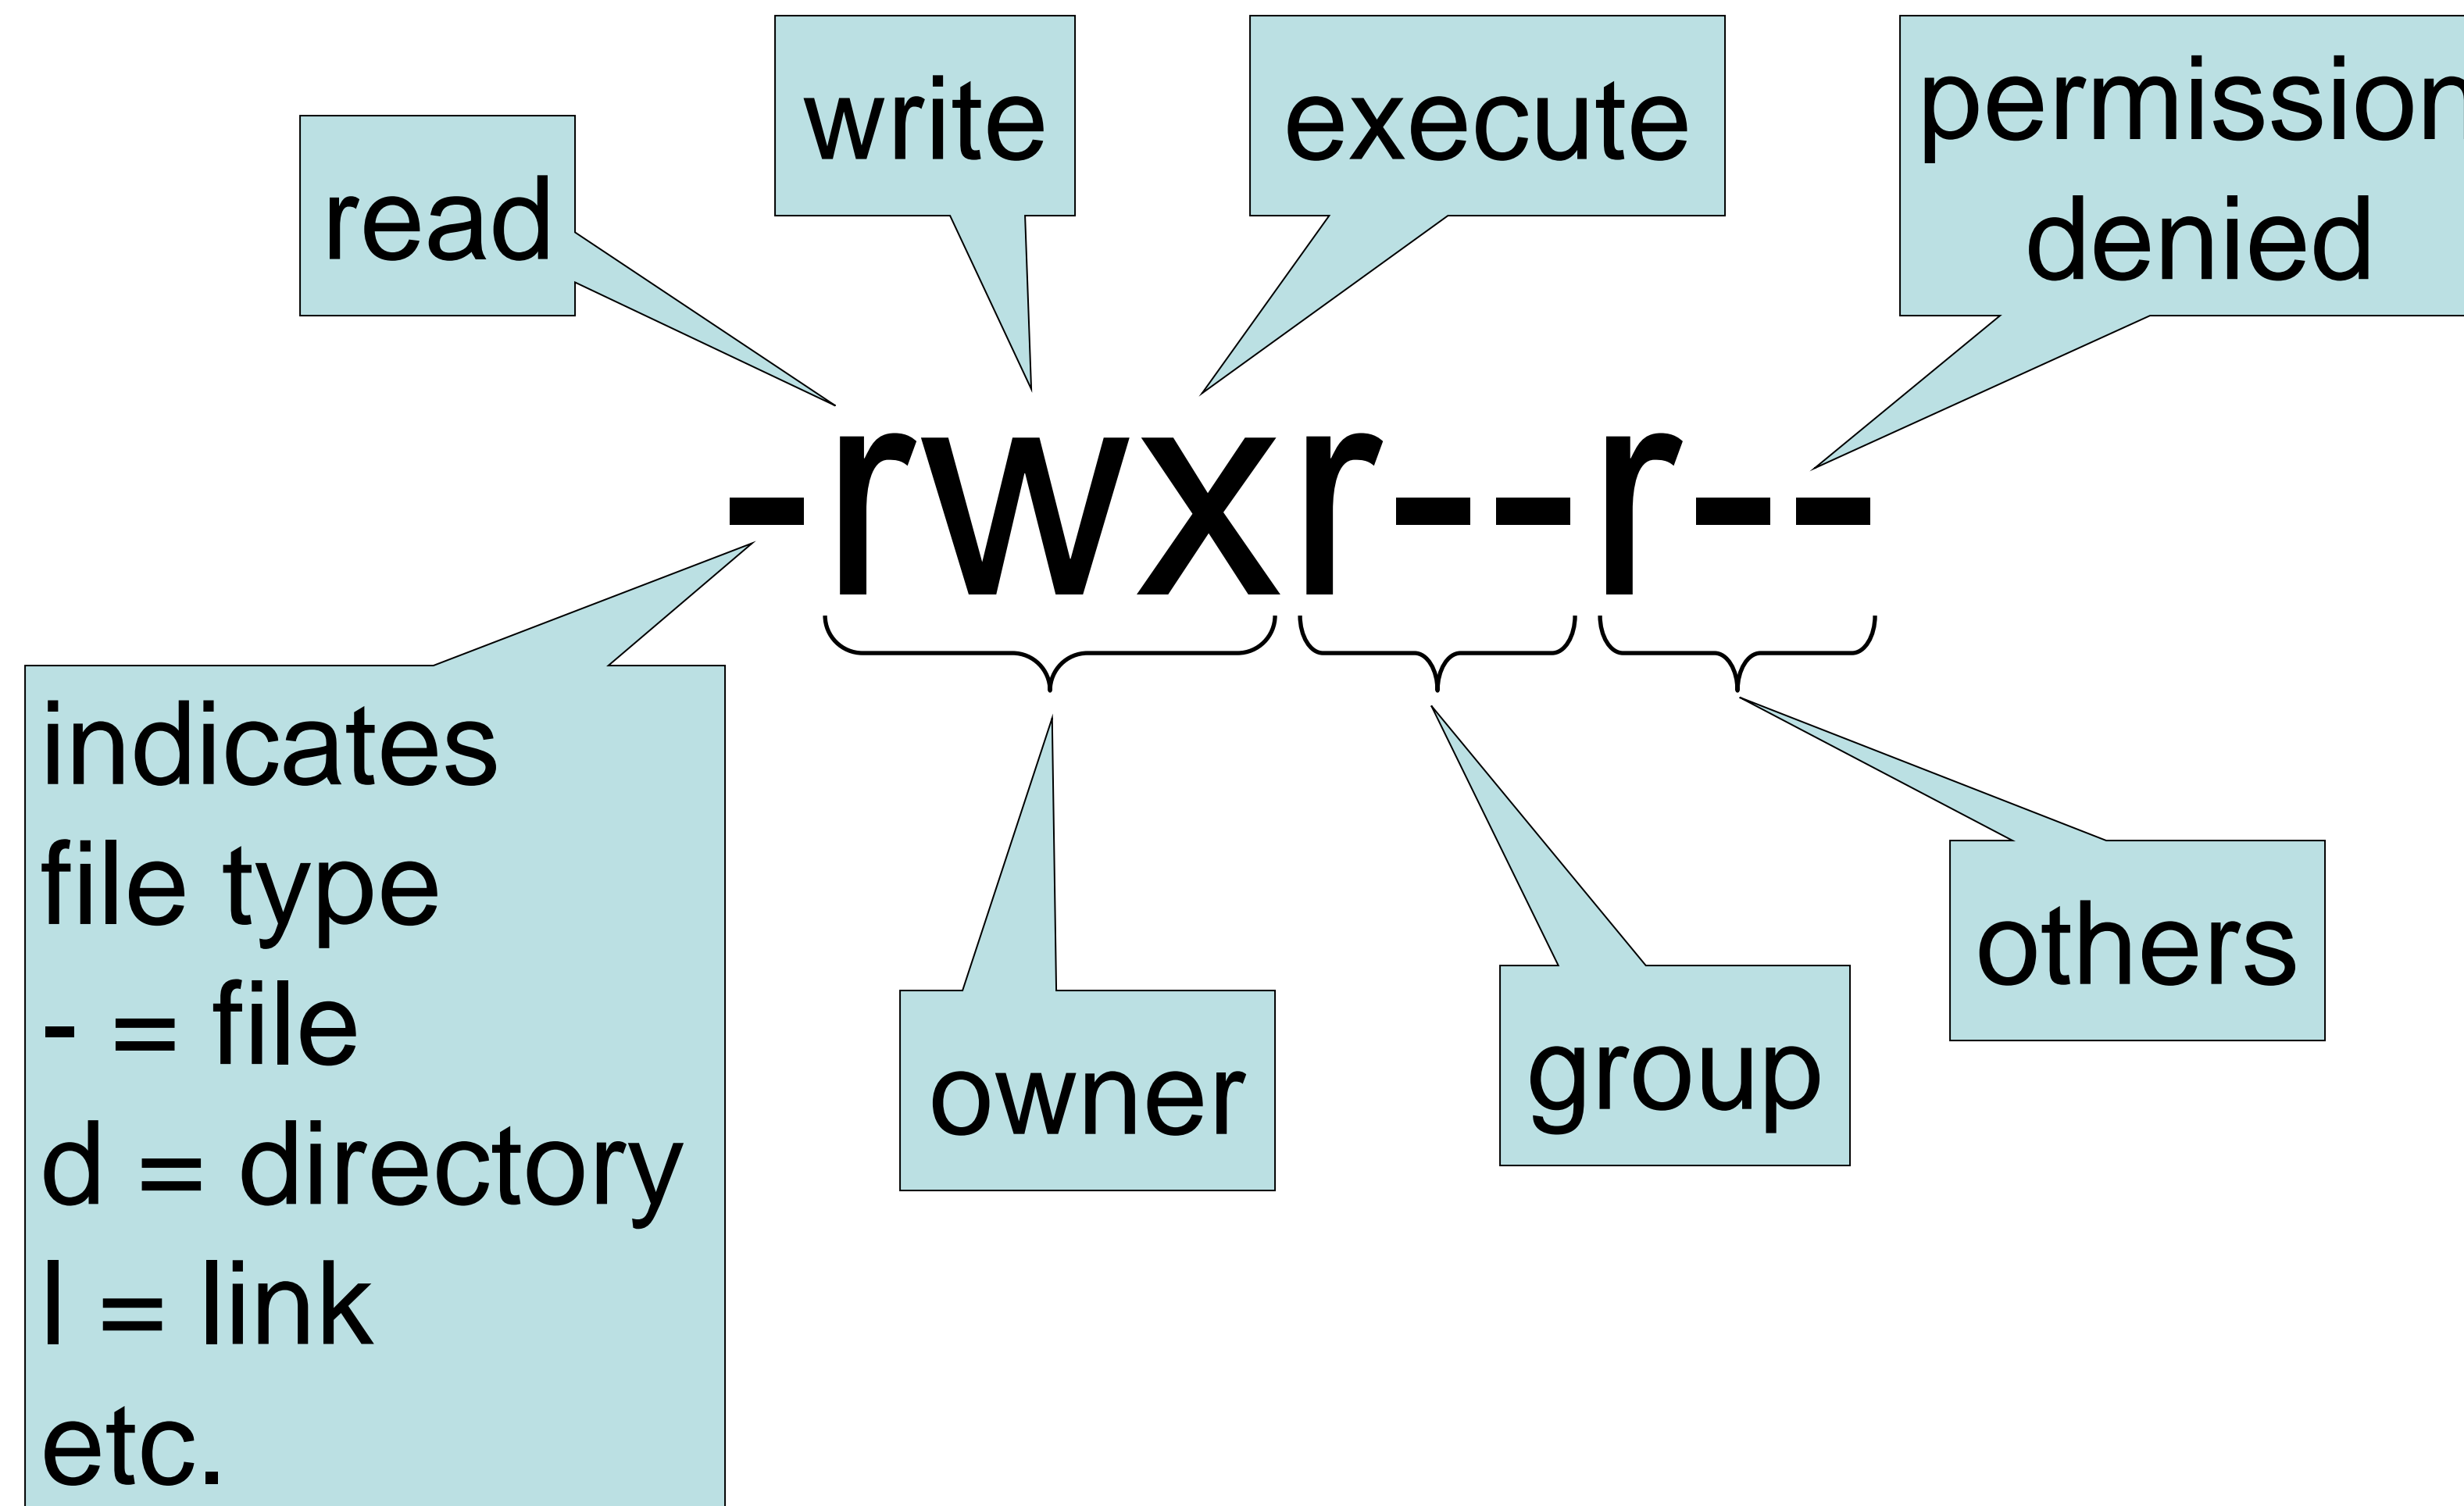 read
write
execute
permission
denied
-rwxr--r--
indicates
file type
- = file
d = directory
l = link
etc.
owner
group
others